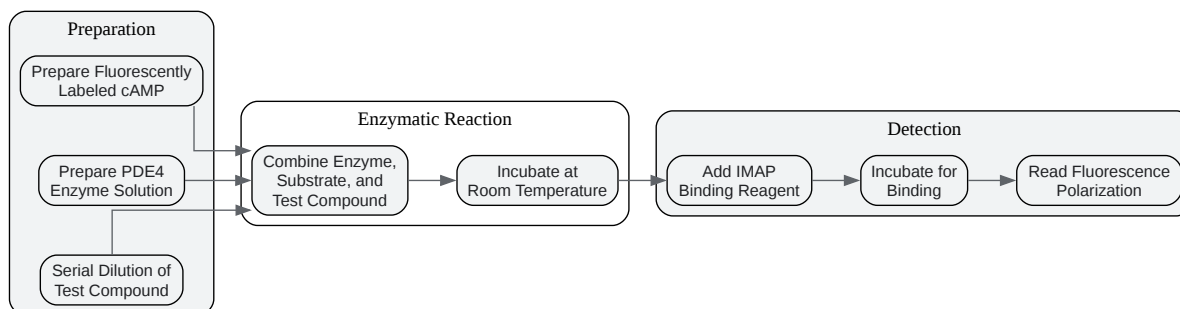 Preparation
Prepare Fluorescently
Labeled cAMP
Prepare PDE4
Enzyme Solution
Serial Dilution of
Test Compound
Enzymatic Reaction
Combine Enzyme,
Substrate, and
Test Compound
Incubate at
Room Temperature
Detection
Add IMAP
Binding Reagent
Incubate for
Binding
Read Fluorescence
Polarization